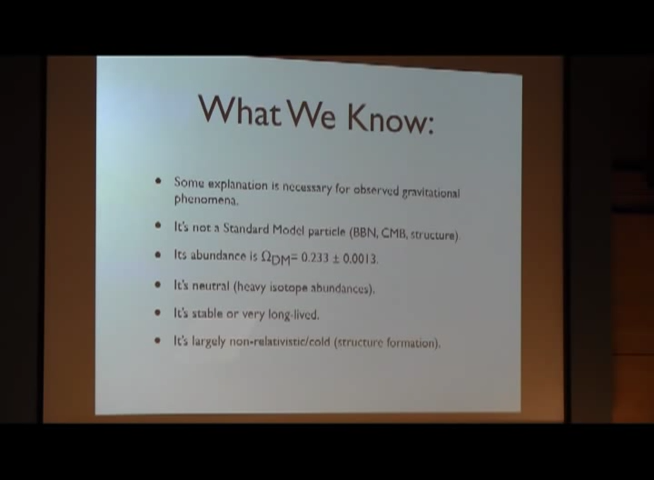 What We Know:
• Some explanation is necessary for observed gravitational
phenomena.
• It's not a Standard Model particle (BBN, CMB, structure).
• Its abundance is ΩDM= 0.233 ± 0.0013.
• It's neutral (heavy isotope abundances).
• It's stable or very long-lived.
• It's largely non-relativistic/cold (structure formation).